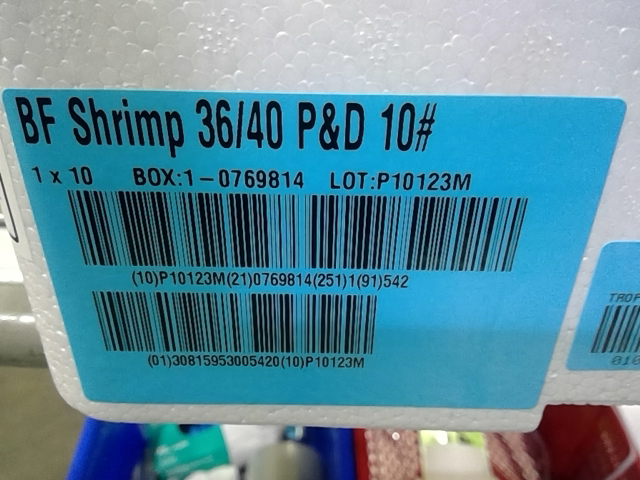 BF Shrimp 36/40 P&D 10#
1 x 10 BOX:1-0769814 LOT:P10123M
(10)P10123M(21)0769814(251)1(91)542
(01)30815953005420(10)P10123M